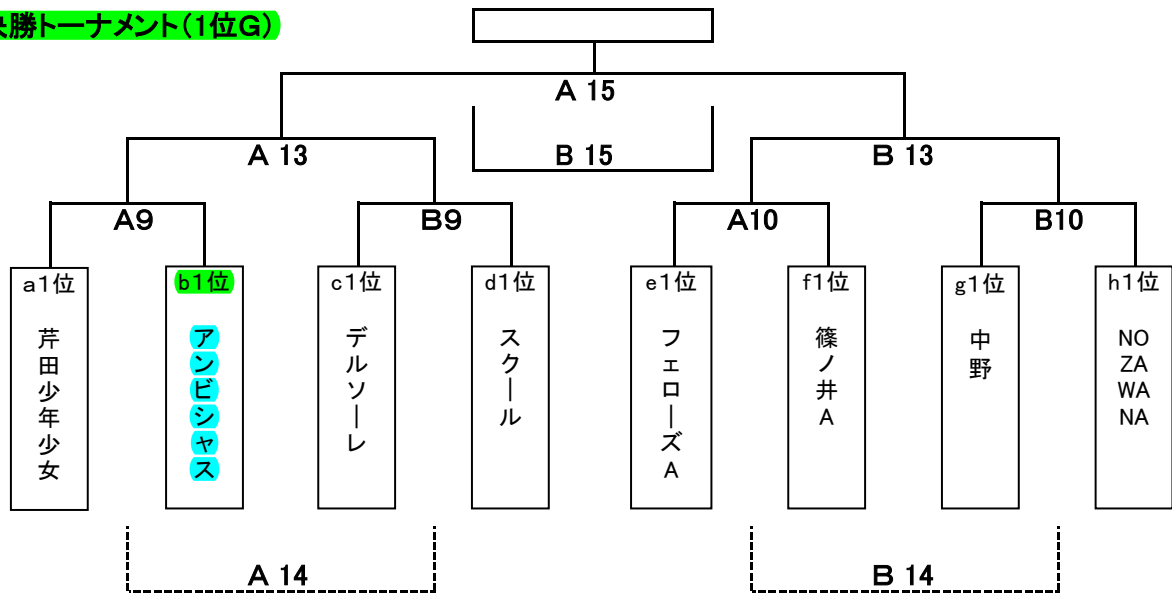 決勝トーナメント(1位G)
A 15
A 13
B 15
B 13
A9
B9
A10
B10
a1位
b1位
c1位
d1位
e1位
f1位
g1位
h1位
芹田少年少女
アンビシャス
デルソーレ
スクール
フェローズA
篠ノ井A
中野
NO
ZA
WA
NA
A 14
B 14